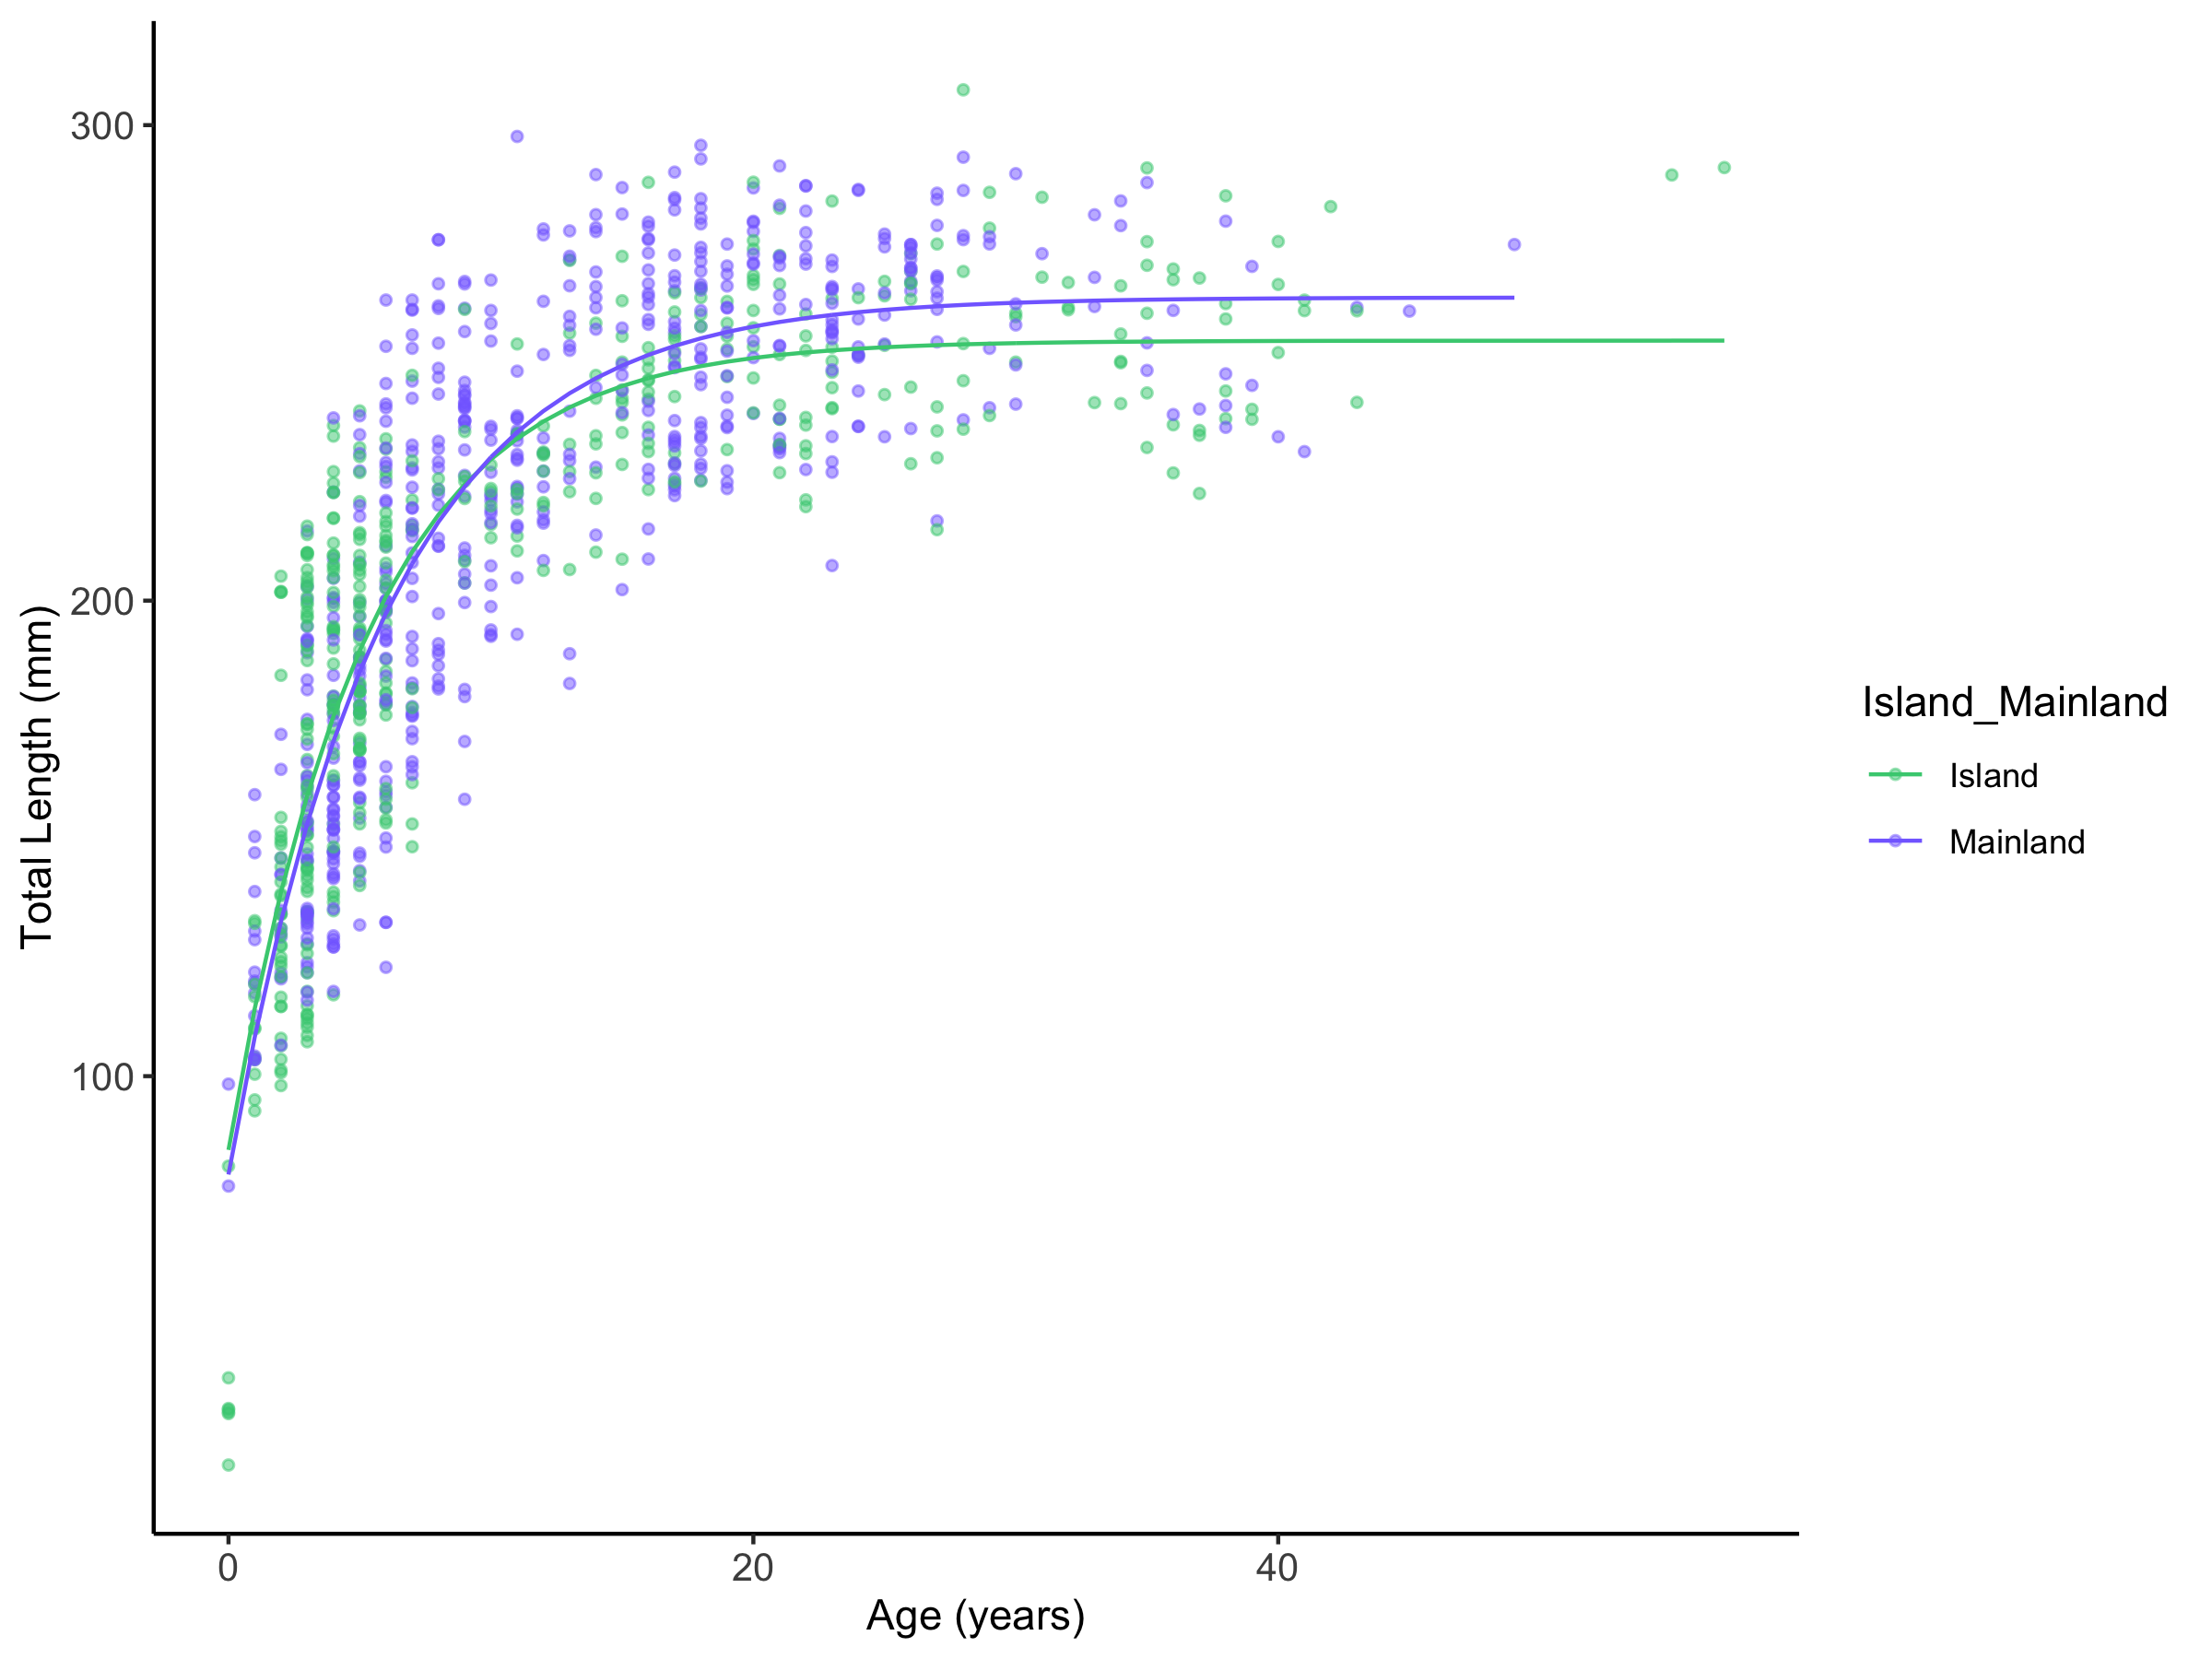 300
200
100
Total Length (mm)
0
20
40
Age (years)
Island_Mainland
Island
Mainland